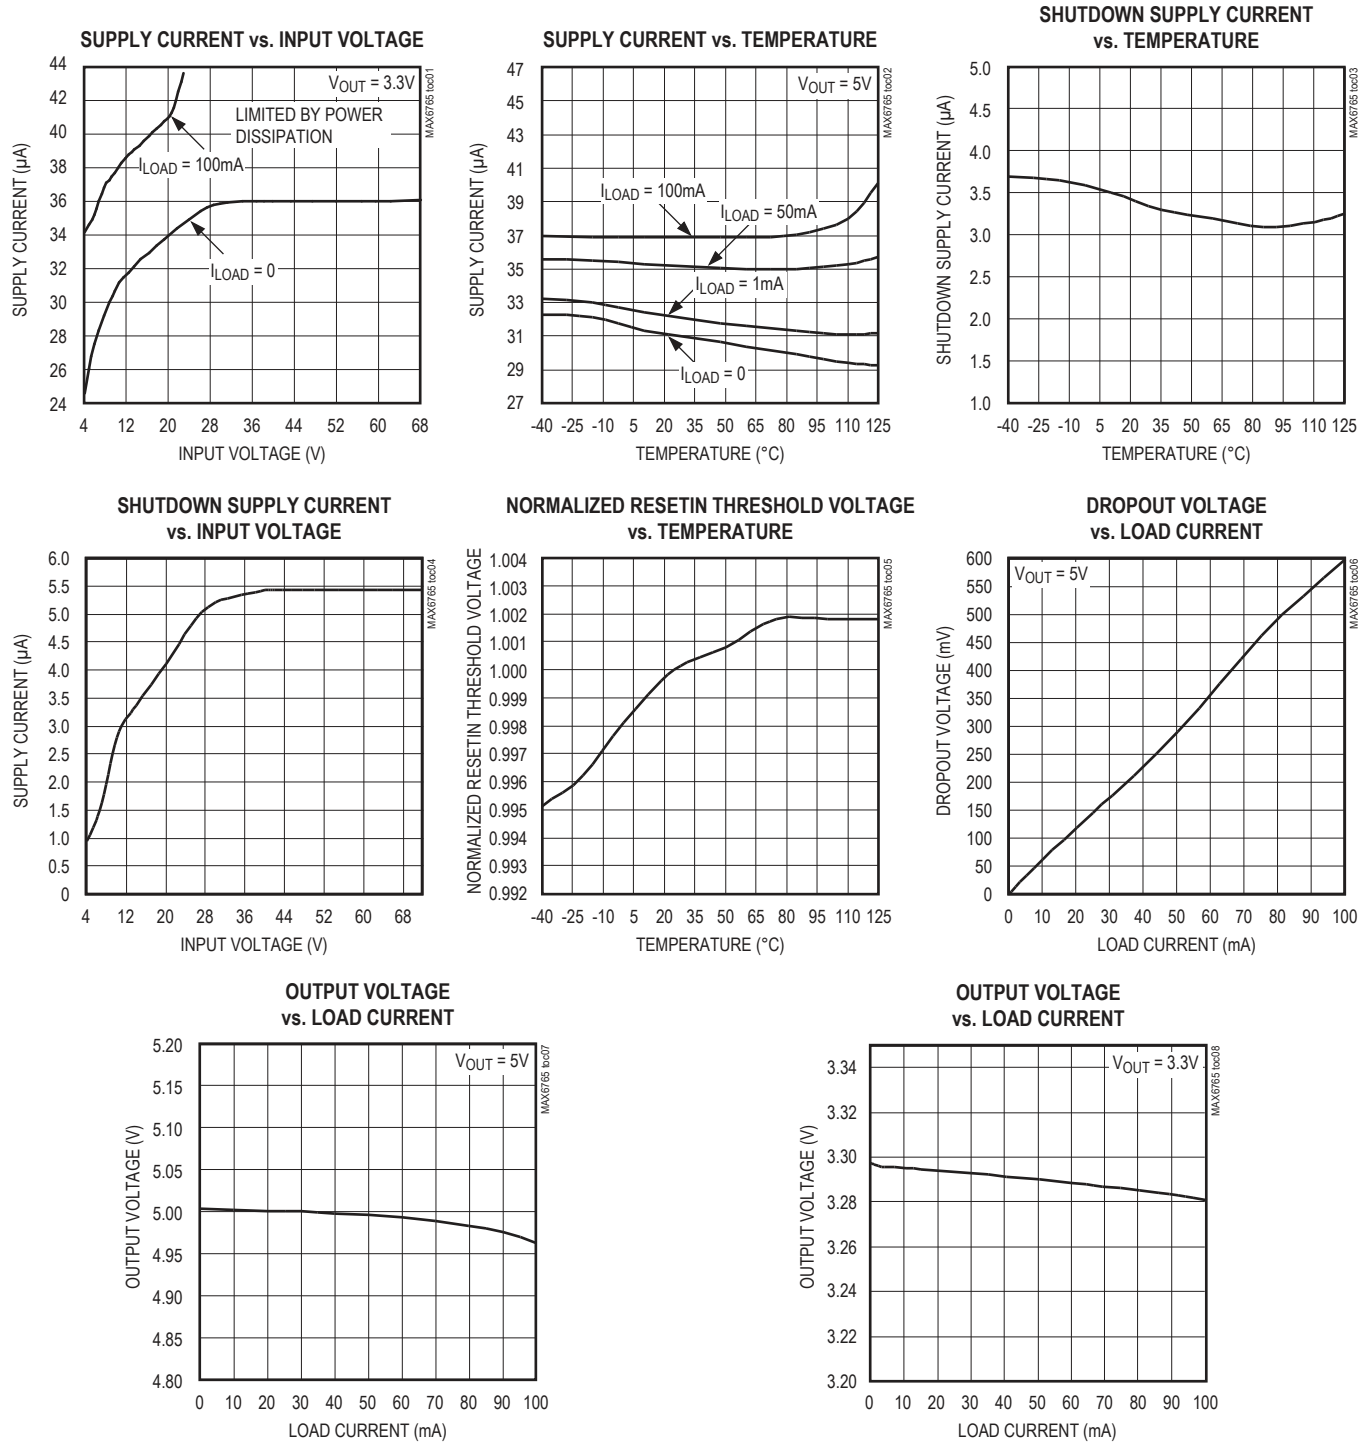 SUPPLY CURRENT vs. INPUT VOLTAGE
44
42
40
38
36
34
32
30
28
26
24
SUPPLY CURRENT (µA)
VOUT = 3.3V
LIMITED BY POWER
DISSIPATION
ILOAD = 100mA
ILOAD = 0
MAX6765 toc01
4 12 20 28 36 44 52 60 68
INPUT VOLTAGE (V)
SUPPLY CURRENT vs. TEMPERATURE
47
45
43
41
39
37
35
33
31
29
27
SUPPLY CURRENT (µA)
VOUT = 5V
ILOAD = 100mA
ILOAD = 50mA
ILOAD = 1mA
ILOAD = 0
MAX6765 toc02
-40 -25 -10 5 20 35 50 65 80 95 110 125
TEMPERATURE (°C)
SHUTDOWN SUPPLY CURRENT
vs. TEMPERATURE
5.0
4.5
4.0
3.5
3.0
2.5
2.0
1.5
1.0
SHUTDOWN SUPPLY CURRENT (µA)
MAX6765 toc03
-40 -25 -10 5 20 35 50 65 80 95 110 125
TEMPERATURE (°C)
SHUTDOWN SUPPLY CURRENT
vs. INPUT VOLTAGE
6.0
5.5
5.0
4.5
4.0
3.5
3.0
2.5
2.0
1.5
1.0
0.5
0
SUPPLY CURRENT (µA)
MAX6765 toc04
4 12 20 28 36 44 52 60 68
INPUT VOLTAGE (V)
NORMALIZED RESETIN THRESHOLD VOLTAGE
vs. TEMPERATURE
1.004
1.003
1.002
1.001
1.000
0.999
0.998
0.997
0.996
0.995
0.994
0.993
0.992
NORMALIZED RESETIN THRESHOLD VOLTAGE
MAX6765 toc05
-40 -25 -10 5 20 35 50 65 80 95 110 125
TEMPERATURE (°C)
DROPOUT VOLTAGE
vs. LOAD CURRENT
600
550
500
450
400
350
300
250
200
150
100
50
0
DROPOUT VOLTAGE (mV)
VOUT = 5V
MAX6765 toc06
0 10 20 30 40 50 60 70 80 90 100
LOAD CURRENT (mA)
OUTPUT VOLTAGE
vs. LOAD CURRENT
5.20
5.15
5.10
5.05
5.00
4.95
4.90
4.85
4.80
OUTPUT VOLTAGE (V)
VOUT = 5V
MAX6765 toc07
0 10 20 30 40 50 60 70 80 90 100
LOAD CURRENT (mA)
OUTPUT VOLTAGE
vs. LOAD CURRENT
3.34
3.32
3.30
3.28
3.26
3.24
3.22
3.20
OUTPUT VOLTAGE (V)
VOUT = 3.3V
MAX6765 toc08
0 10 20 30 40 50 60 70 80 90 100
LOAD CURRENT (mA)